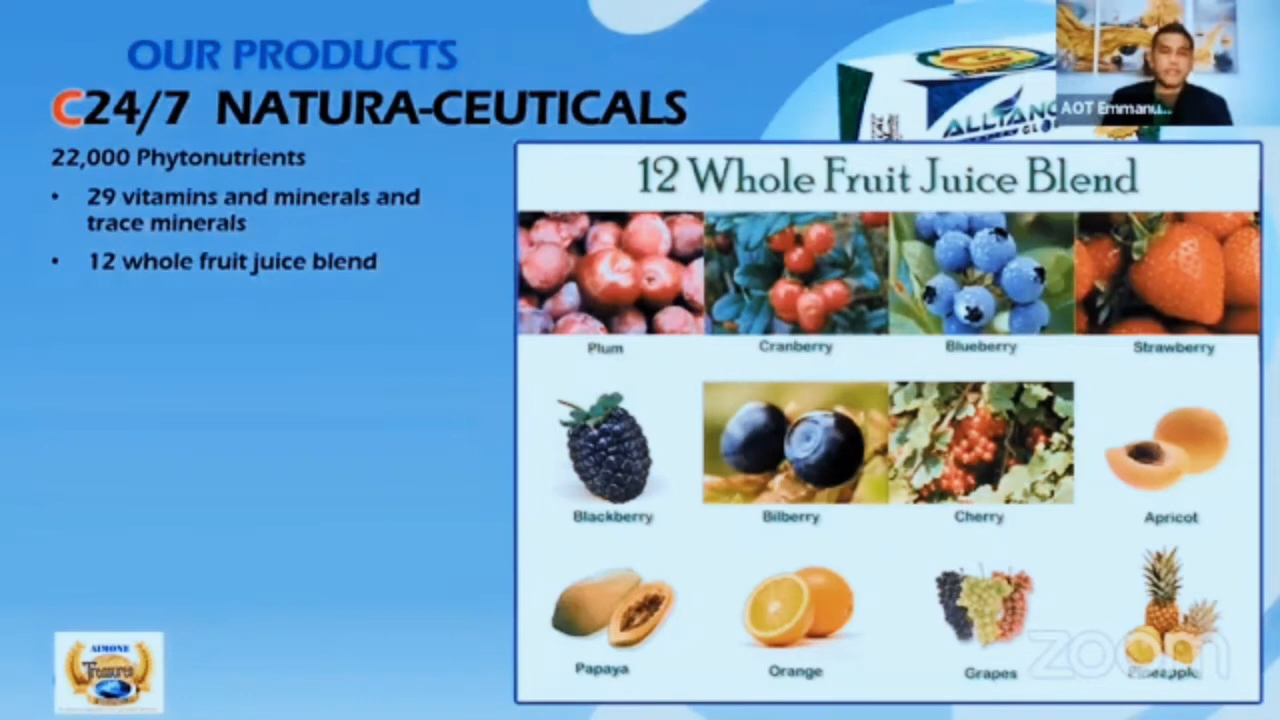 OUR PRODUCTS
C24/7 NATURA-CEUTICALS
22,000 Phytonutrients
• 29 vitamins and minerals and
trace minerals
• 12 whole fruit juice blend
AOT Emmanu...
12 Whole Fruit Juice Blend
Plum Cranberry Blueberry Strawberry
Blackberry Bilberry Cherry Apricot
Papaya Orange Grapes Pineapple
zoom
AIMONE
Treasures